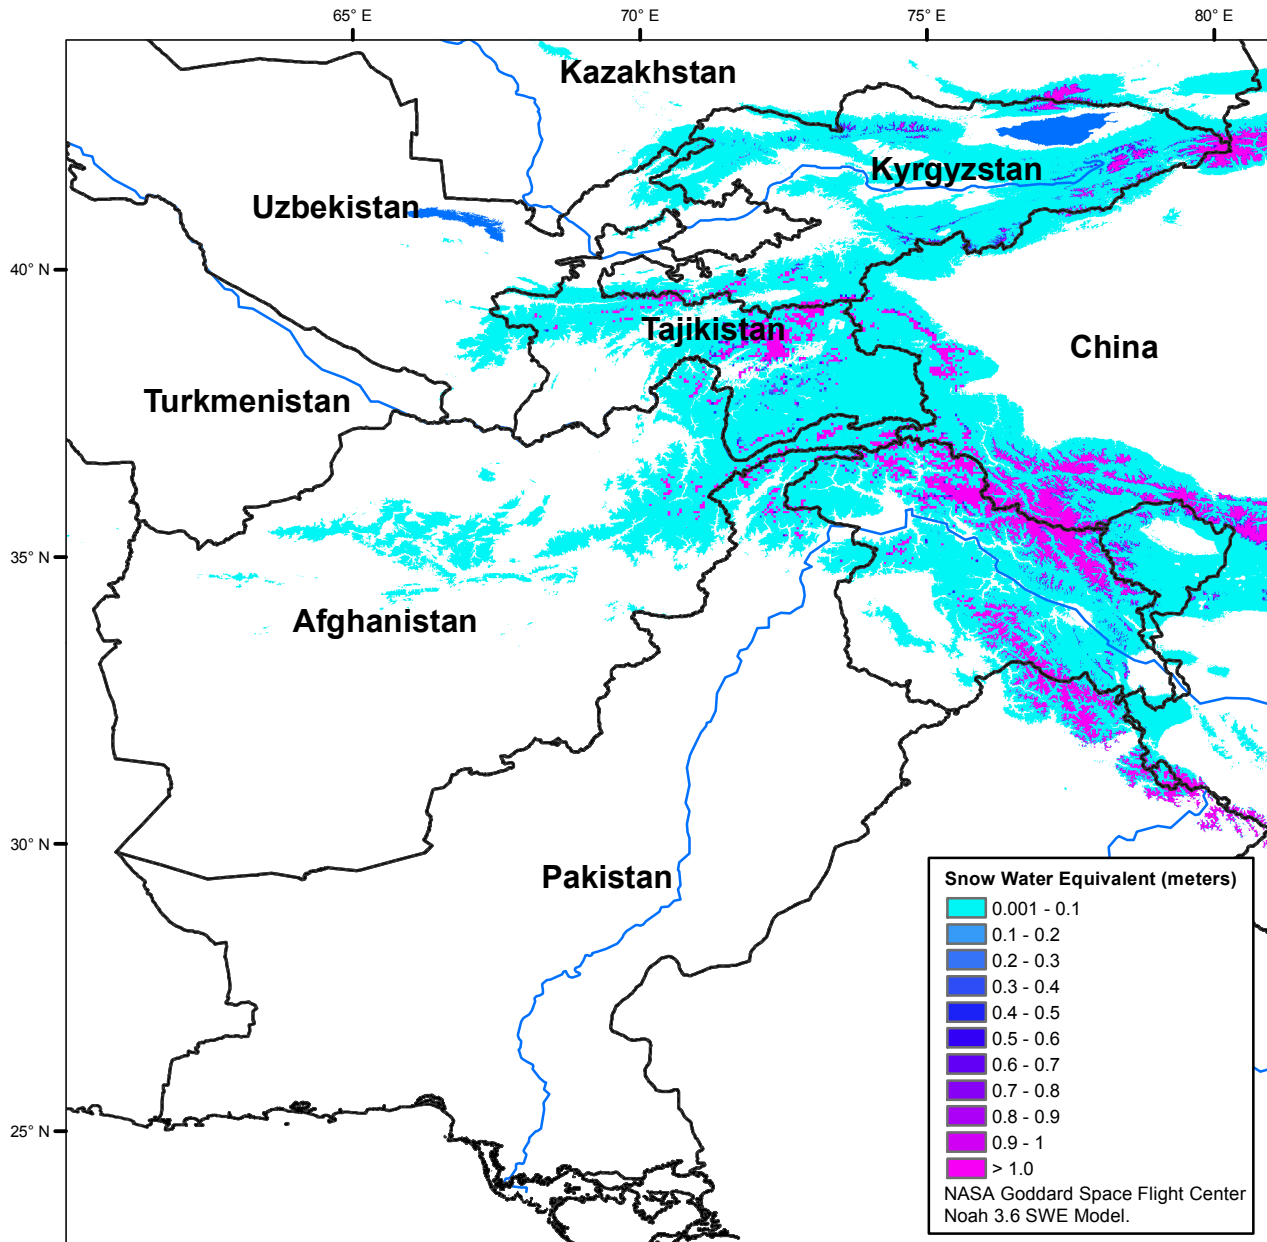 65° E
70° E
75° E
80° E
Kazakhstan
Kyrgyzstan
Uzbekistan
40° N
Tajikistan
China
Turkmenistan
35° N
Afghanistan
30° N
Pakistan
25° N
Snow Water Equivalent (meters)
0.001 - 0.1
0.1 - 0.2
0.2 - 0.3
0.3 - 0.4
0.4 - 0.5
0.5 - 0.6
0.6 - 0.7
0.7 - 0.8
0.8 - 0.9
0.9 - 1
> 1.0
NASA Goddard Space Flight Center
Noah 3.6 SWE Model.